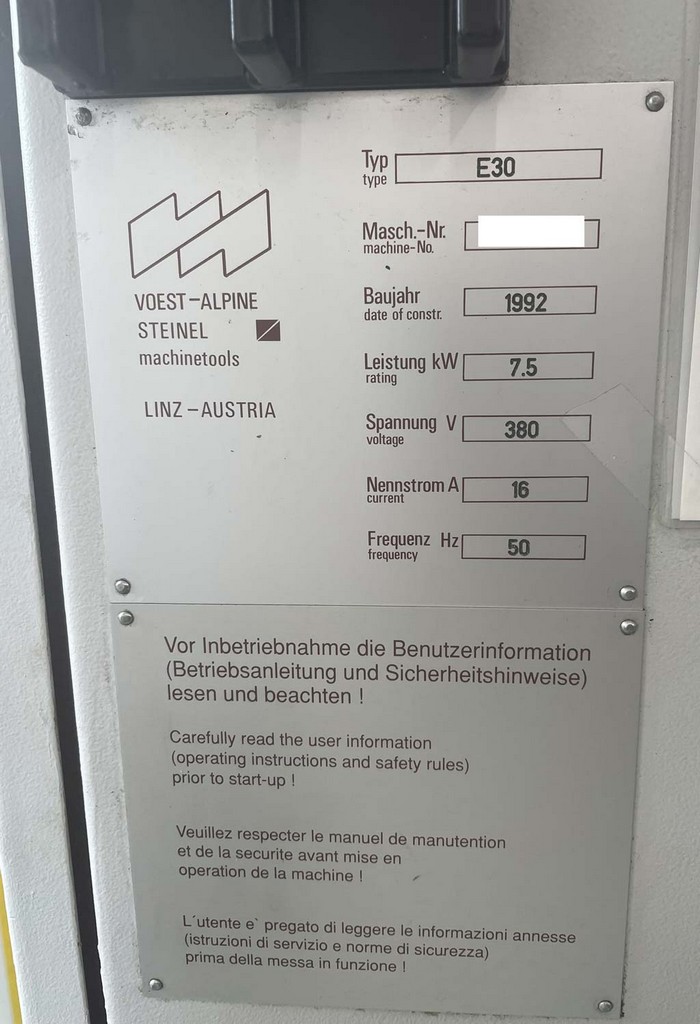 VOEST-ALPINE
STEINEL
machinetools
LINZ-AUSTRIA
Typ E30
type
Masch.-Nr.
machine-No.
Baujahr 1992
date of constr.
Leistung kW 7.5
rating
Spannung V 380
voltage
Nennstrom A 16
current
Frequenz Hz 50
frequency
Vor Inbetriebnahme die Benutzerinformation
(Betriebsanleitung und Sicherheitshinweise)
lesen und beachten !
Carefully read the user information
(operating instructions and safety rules)
prior to start-up !
Veuillez respecter le manuel de manutention
et de la securite avant mise en
operation de la machine !
L´utente e` pregato di leggere le informazioni annesse
(istruzioni di servizio e norme di sicurezza)
prima della messa in funzione !